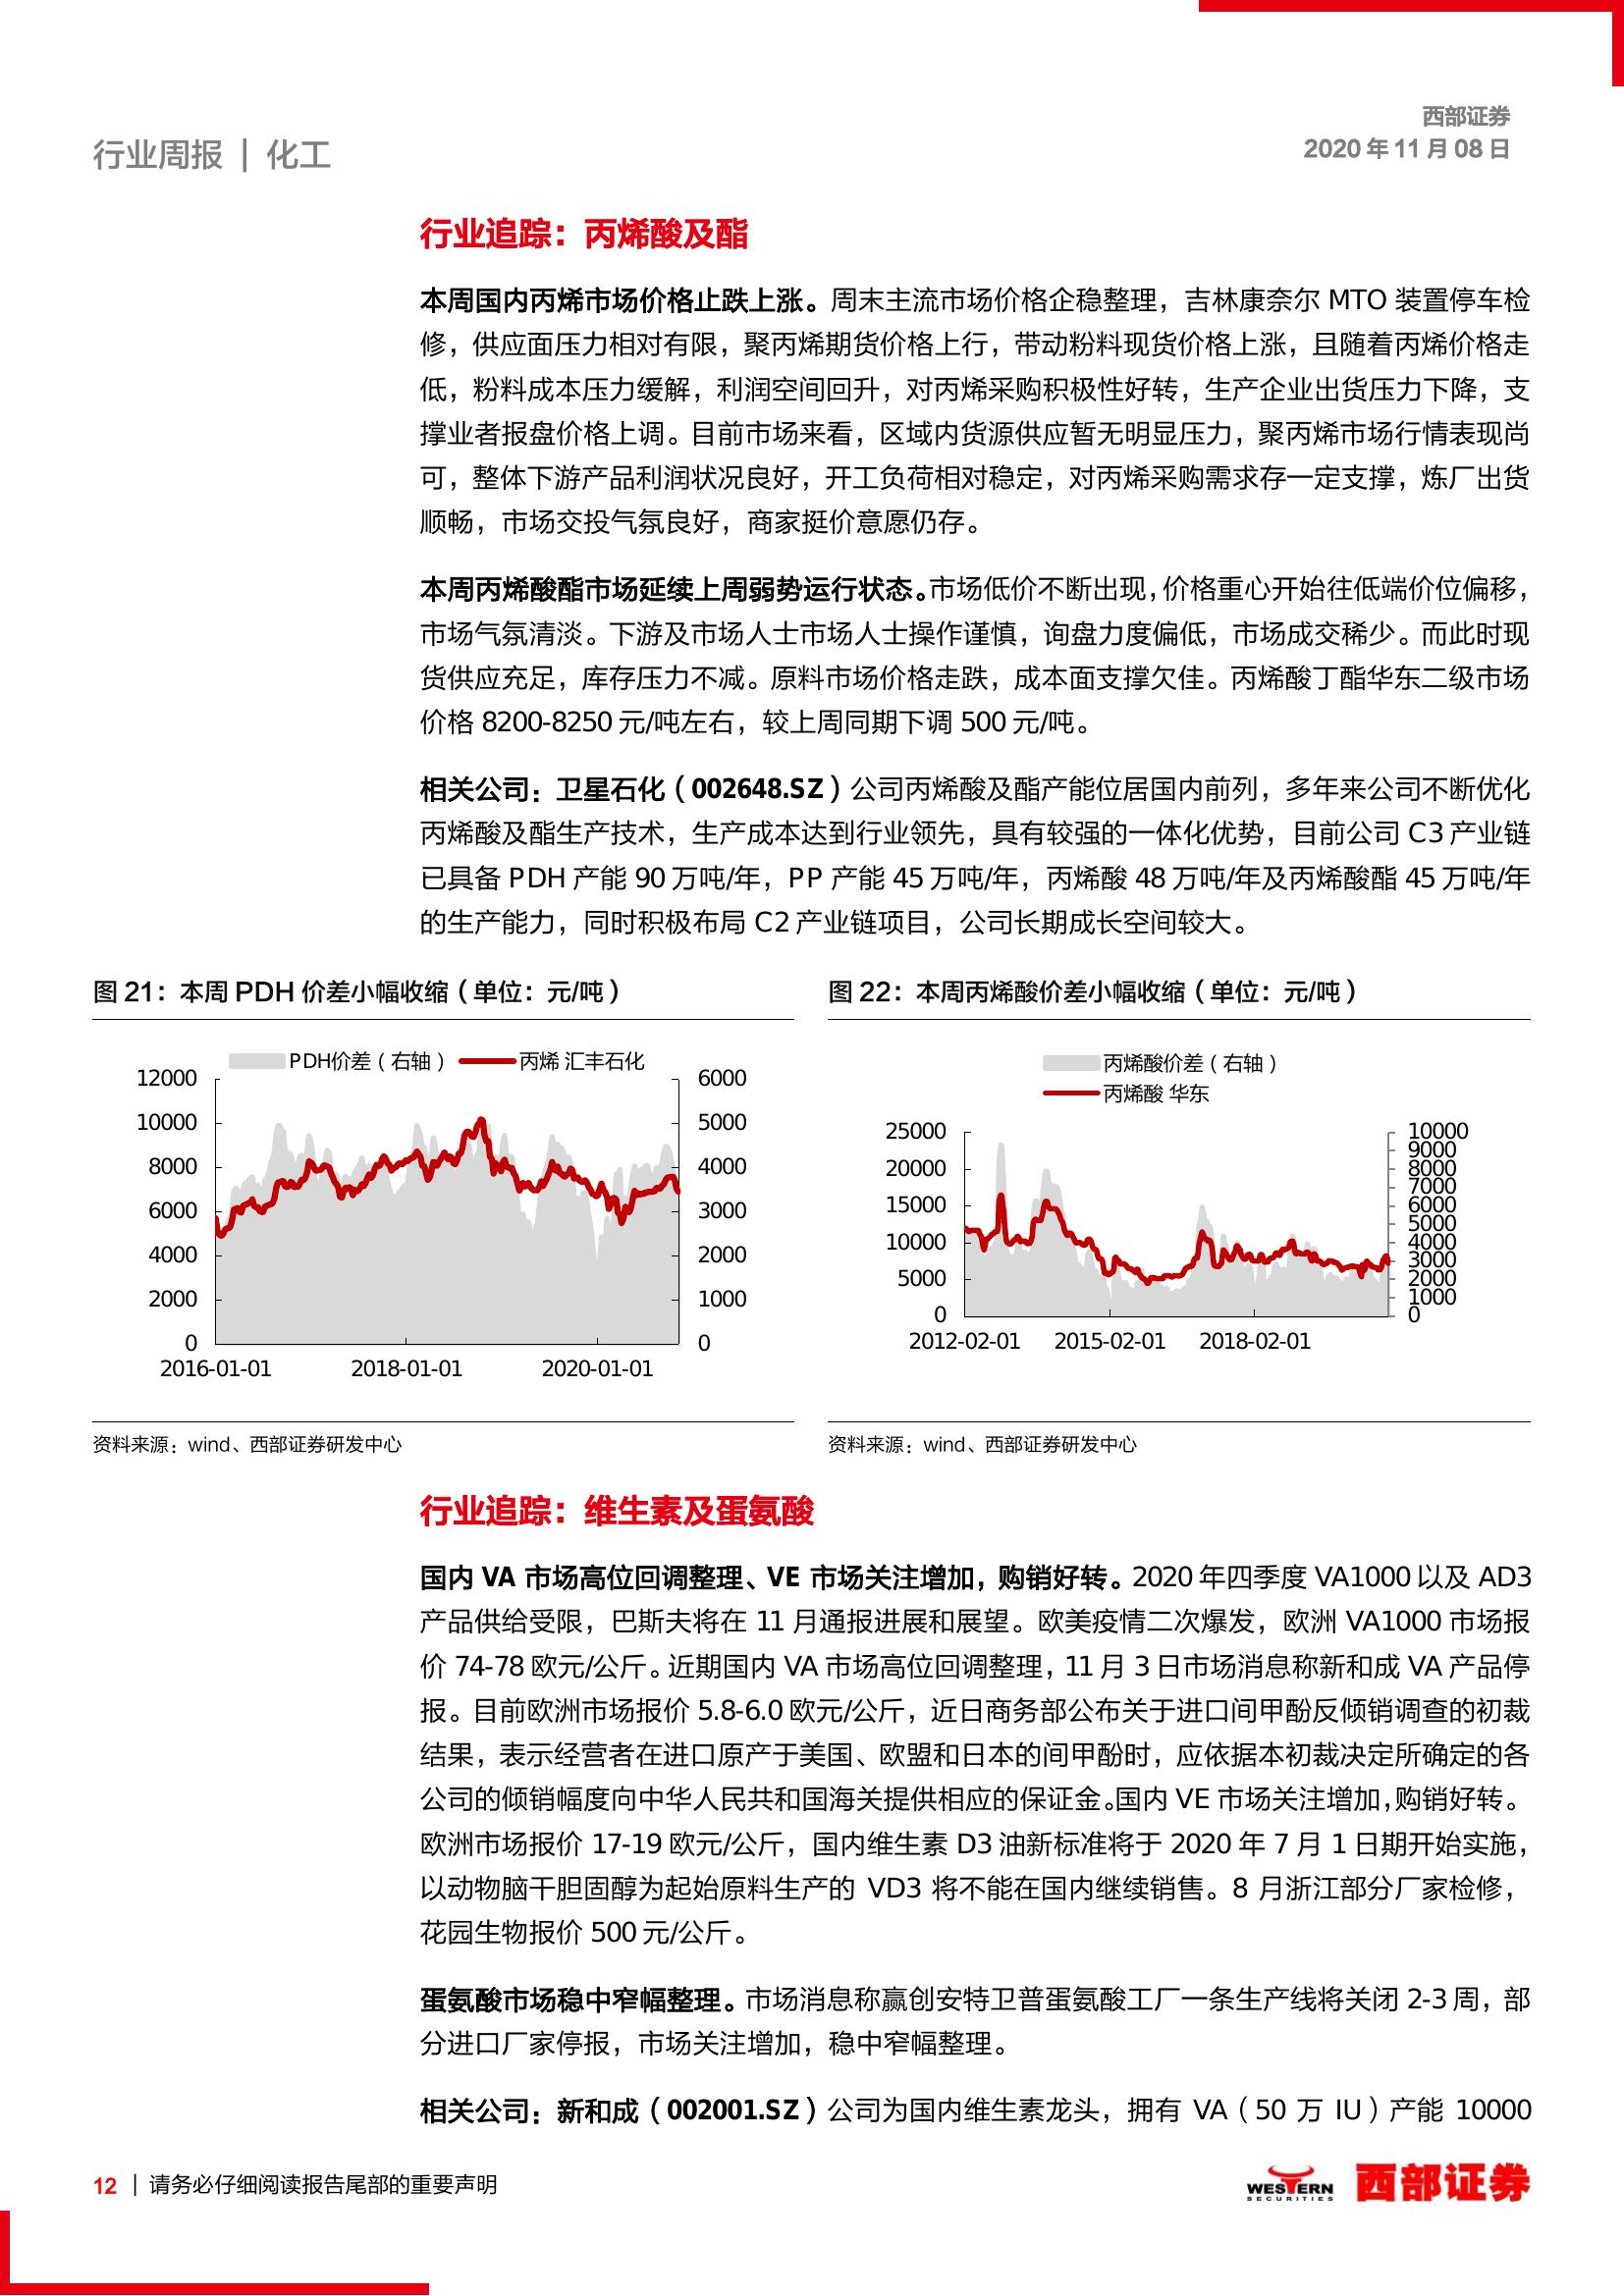 西部证券
2020 年 11 月 08 日
行业周报 | 化工
行业追踪：丙烯酸及酯
本周国内丙烯市场价格止跌上涨。周末主流市场价格企稳整理，吉林康奈尔 MTO 装置停车检
修，供应面压力相对有限，聚丙烯期货价格上行，带动粉料现货价格上涨，且随着丙烯价格走
低，粉料成本压力缓解，利润空间回升，对丙烯采购积极性好转，生产企业出货压力下降，支
撑业者报盘价格上调。目前市场来看，区域内货源供应暂无明显压力，聚丙烯市场行情表现尚
可，整体下游产品利润状况良好，开工负荷相对稳定，对丙烯采购需求存一定支撑，炼厂出货
顺畅，市场交投气氛良好，商家挺价意愿仍存。
本周丙烯酸酯市场延续上周弱势运行状态。市场低价不断出现，价格重心开始往低端价位偏移，
市场气氛清淡。下游及市场人士市场人士操作谨慎，询盘力度偏低，市场成交稀少。而此时现
货供应充足，库存压力不减。原料市场价格走跌，成本面支撑欠佳。丙烯酸丁酯华东二级市场
价格 8200-8250 元/吨左右，较上周同期下调 500 元/吨。
相关公司：卫星石化（002648.SZ）公司丙烯酸及酯产能位居国内前列，多年来公司不断优化
丙烯酸及酯生产技术，生产成本达到行业领先，具有较强的一体化优势，目前公司 C3 产业链
已具备 PDH 产能 90 万吨/年，PP 产能 45 万吨/年，丙烯酸 48 万吨/年及丙烯酸酯 45 万吨/年
的生产能力，同时积极布局 C2 产业链项目，公司长期成长空间较大。
图 21：本周 PDH 价差小幅收缩（单位：元/吨）
PDH价差（右轴） 丙烯 汇丰石化
12000
10000
8000
6000
4000
2000
0
6000
5000
4000
3000
2000
1000
0
2016-01-01 2018-01-01 2020-01-01
资料来源：wind、西部证券研发中心
图 22：本周丙烯酸价差小幅收缩（单位：元/吨）
丙烯酸价差（右轴）
丙烯酸 华东
25000
20000
15000
10000
5000
0
10000
9000
8000
7000
6000
5000
4000
3000
2000
1000
0
2012-02-01 2015-02-01 2018-02-01
资料来源：wind、西部证券研发中心
行业追踪：维生素及蛋氨酸
国内 VA 市场高位回调整理、VE 市场关注增加，购销好转。2020 年四季度 VA1000 以及 AD3
产品供给受限，巴斯夫将在 11 月通报进展和展望。欧美疫情二次爆发，欧洲 VA1000 市场报
价 74-78 欧元/公斤。近期国内 VA 市场高位回调整理，11 月 3 日市场消息称新和成 VA 产品停
报。目前欧洲市场报价 5.8-6.0 欧元/公斤，近日商务部公布关于进口间甲酚反倾销调查的初裁
结果，表示经营者在进口原产于美国、欧盟和日本的间甲酚时，应依据本初裁决定所确定的各
公司的倾销幅度向中华人民共和国海关提供相应的保证金。国内 VE 市场关注增加，购销好转。
欧洲市场报价 17-19 欧元/公斤，国内维生素 D3 油新标准将于 2020 年 7 月 1 日期开始实施，
以动物脑干胆固醇为起始原料生产的 VD3 将不能在国内继续销售。8 月浙江部分厂家检修，
花园生物报价 500 元/公斤。
蛋氨酸市场稳中窄幅整理。市场消息称赢创安特卫普蛋氨酸工厂一条生产线将关闭 2-3 周，部
分进口厂家停报，市场关注增加，稳中窄幅整理。
相关公司：新和成（002001.SZ）公司为国内维生素龙头，拥有 VA（50 万 IU）产能 10000
12 | 请务必仔细阅读报告尾部的重要声明
WESTERN
SECURITIES
西部证券